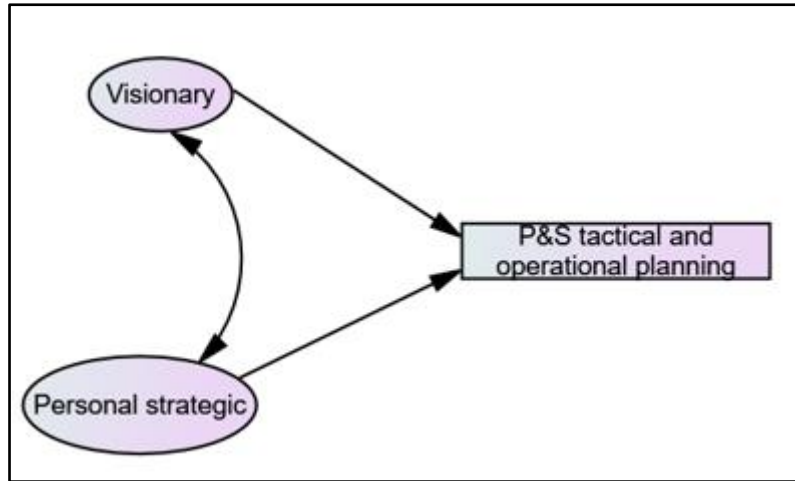 Visionary
P&S tactical and
operational planning
Personal strategic